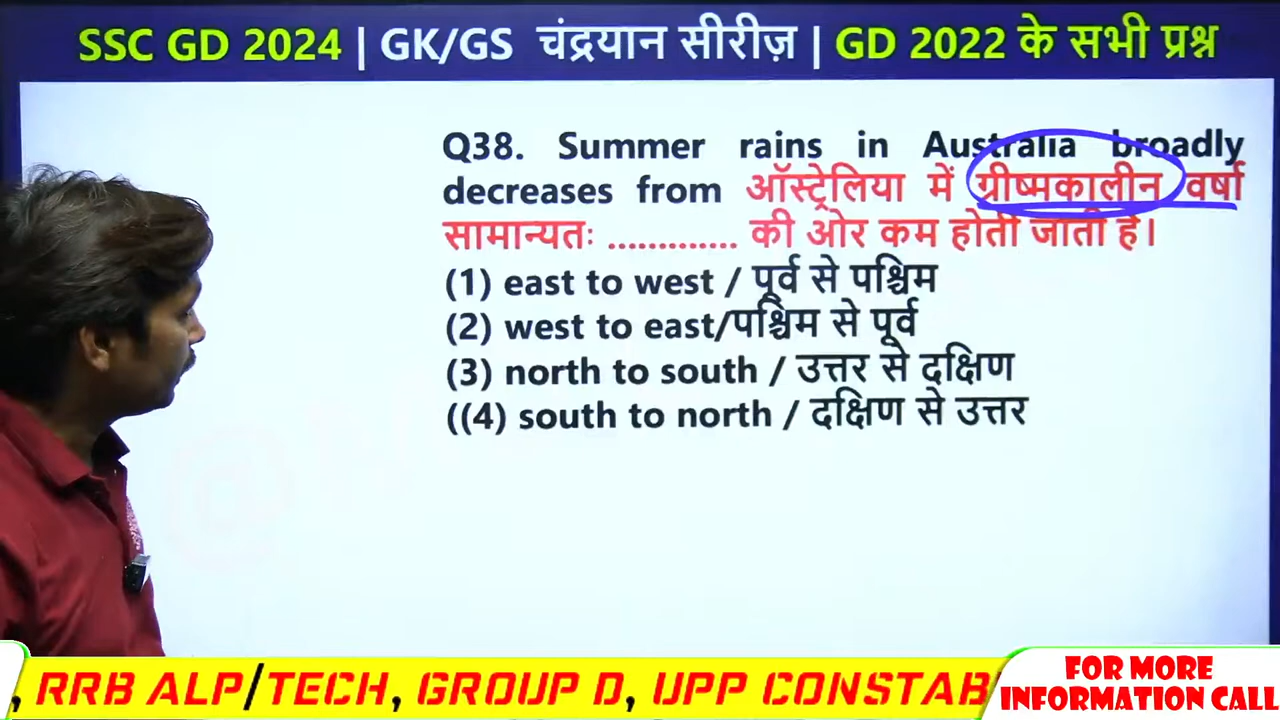 SSC GD 2024 | GK/GS चंद्रयान सीरीज़ | GD 2022 के सभी प्रश्न
Q38. Summer rains in Australia broadly
decreases from ऑस्ट्रेलिया में ग्रीष्मकालीन वर्षा
सामान्यतः ............. की ओर कम होती जाती है।
(1) east to west / पूर्व से पश्चिम
(2) west to east/पश्चिम से पूर्व
(3) north to south / उत्तर से दक्षिण
((4) south to north / दक्षिण से उत्तर
, RRB ALP/TECH, GROUP D, UPP CONSTAB
FOR MORE
INFORMATION CALL